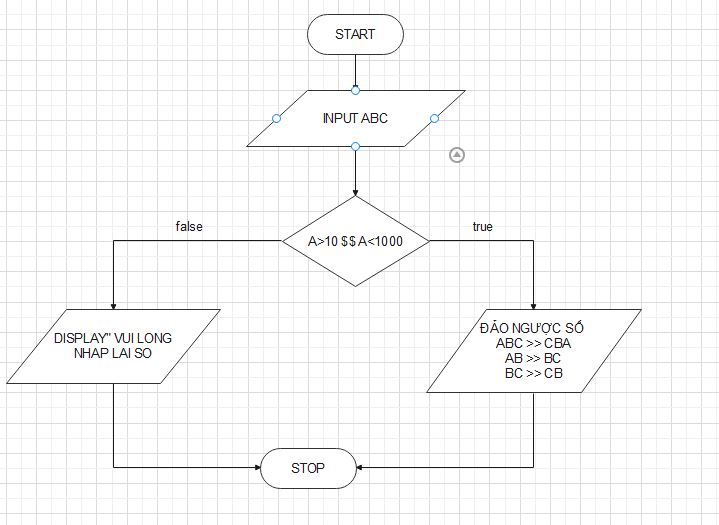 START
INPUT ABC
false
true
A>10 $$ A<1000
DISPLAY" VUI LONG
NHAP LAI SO
ĐẢO NGƯỢC SỐ
ABC >> CBA
AB >> BC
BC >> CB
STOP